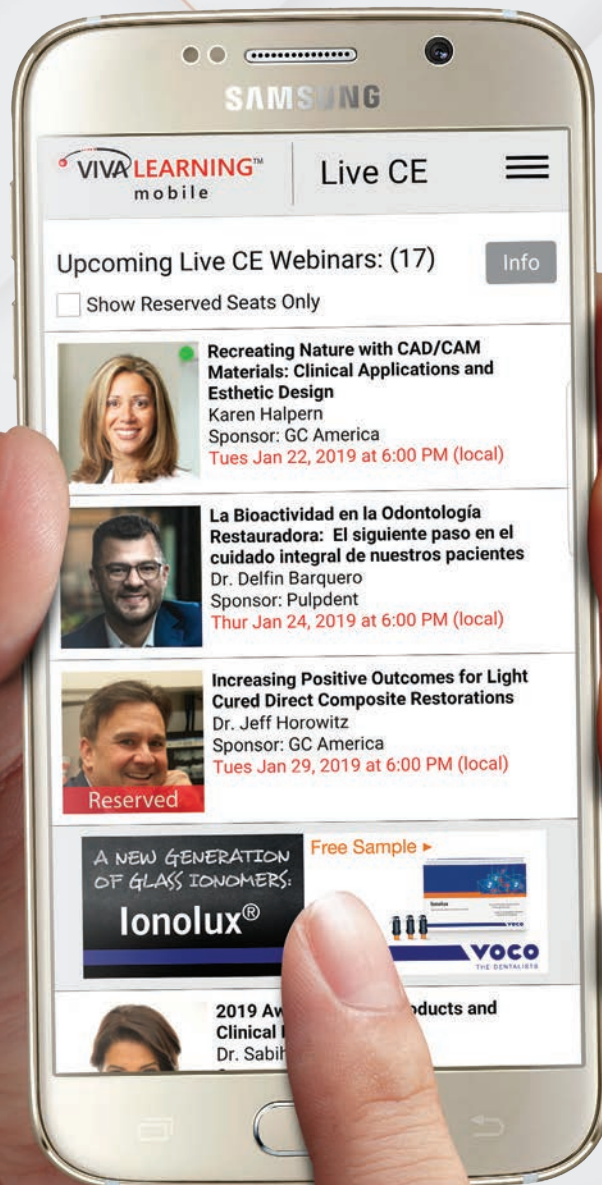 SAMSUNG
VIVALEARNING™
mobile
Live CE
Upcoming Live CE Webinars: (17)
Info
Show Reserved Seats Only
Recreating Nature with CAD/CAM
Materials: Clinical Applications and
Esthetic Design
Karen Halpern
Sponsor: GC America
Tues Jan 22, 2019 at 6:00 PM (local)
La Bioactividad en la Odontología
Restauradora: El siguiente paso en el
cuidado integral de nuestros pacientes
Dr. Delfin Barquero
Sponsor: Pulpdent
Thur Jan 24, 2019 at 6:00 PM (local)
Increasing Positive Outcomes for Light
Cured Direct Composite Restorations
Dr. Jeff Horowitz
Sponsor: GC America
Tues Jan 29, 2019 at 6:00 PM (local)
Reserved
A NEW GENERATION
OF GLASS IONOMERS:
Ionolux®
Free Sample ►
Ionolux
VOCO
THE DENTALISTS
2019 and
Clinical
Dr.